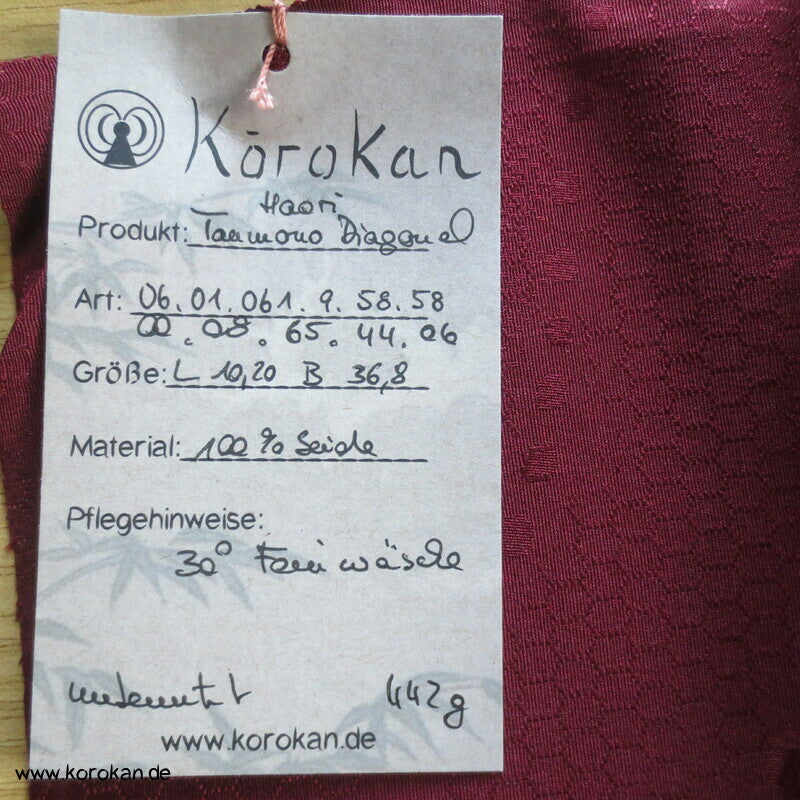 Körokan
Haori
Produkt: Tanmono Diagonal
Art: 06.01.061.9.58.58
00.08.65.44.06
Größe: L 10,20 B 36,8
Material: 100% Seide
Pflegehinweise:
30° Feinwäsche
unbenutzt 442g
www.korokan.de
www.korokan.de